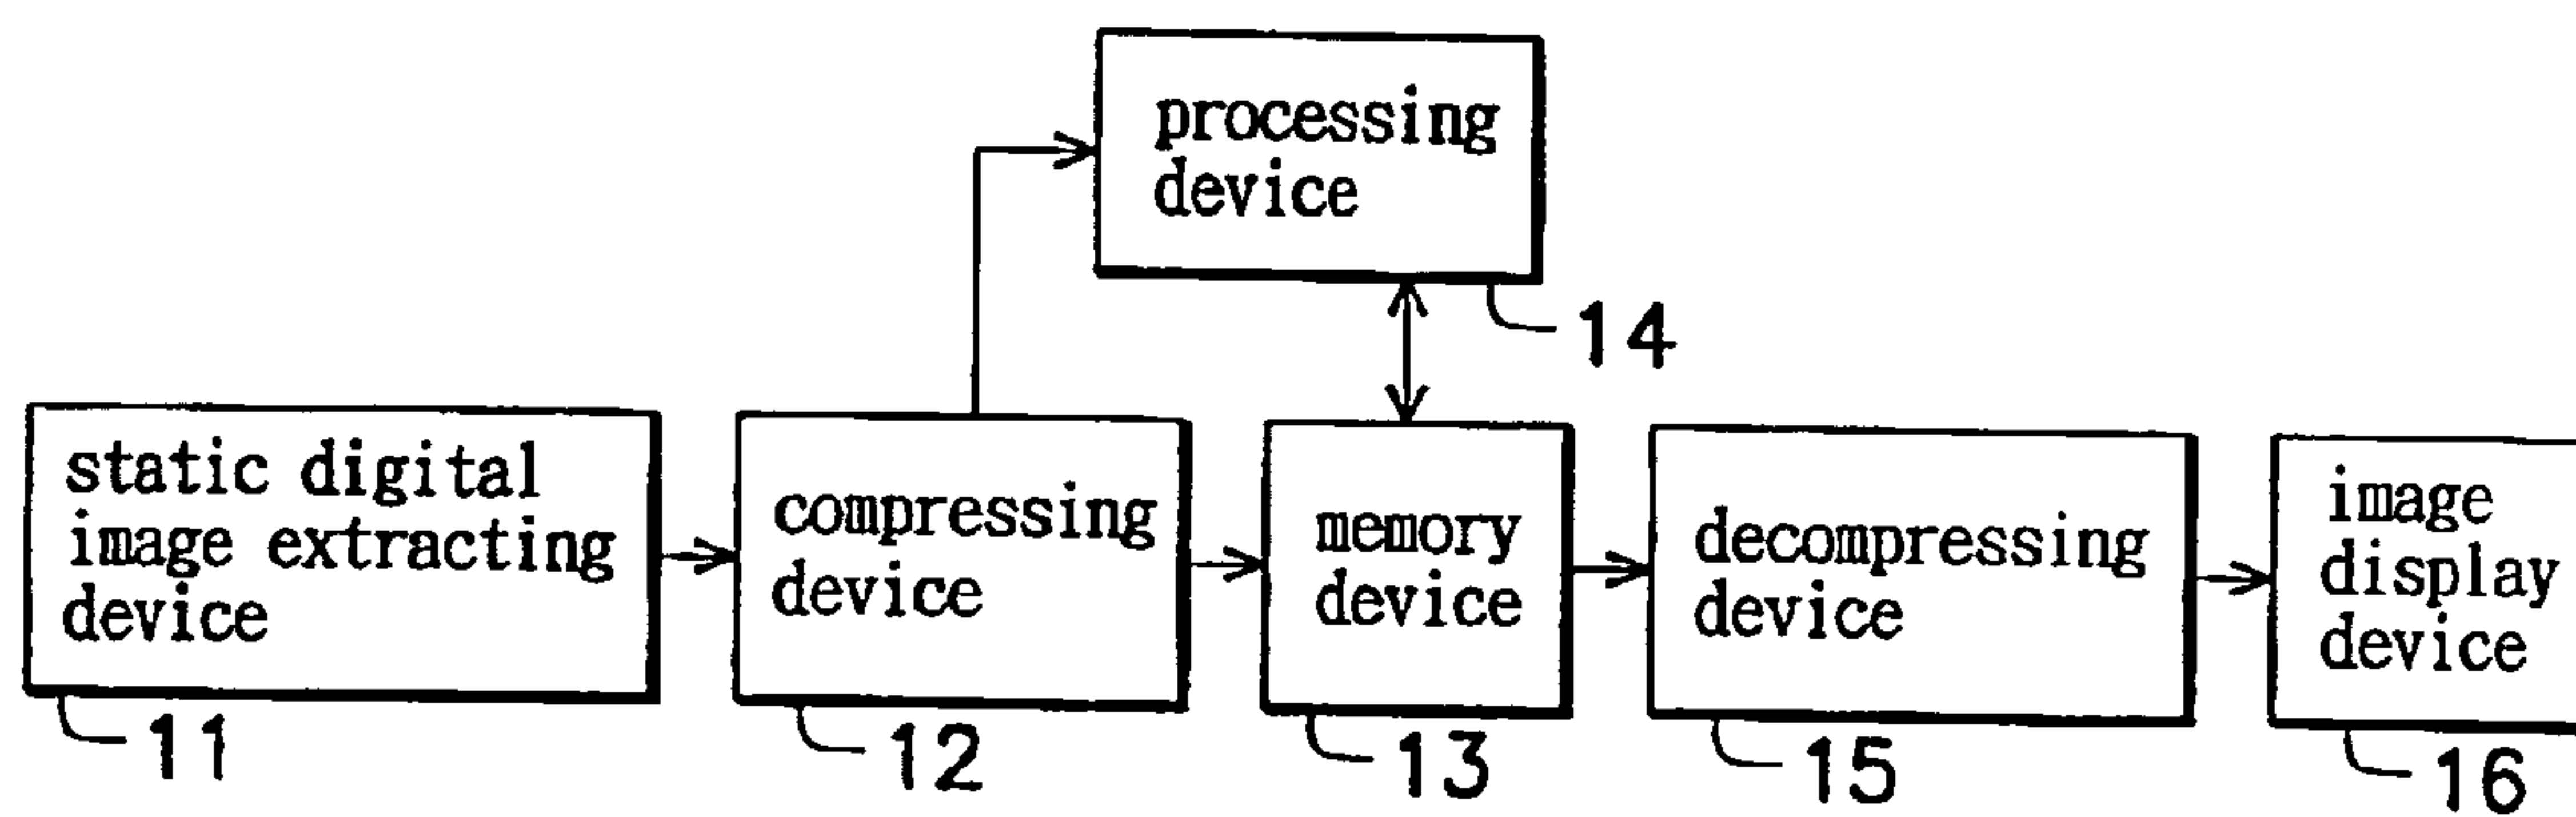 processing
device
14
static digital
image extracting
device
11
compressing
device
12
memory
device
13
decompressing
device
15
image
display
device
16